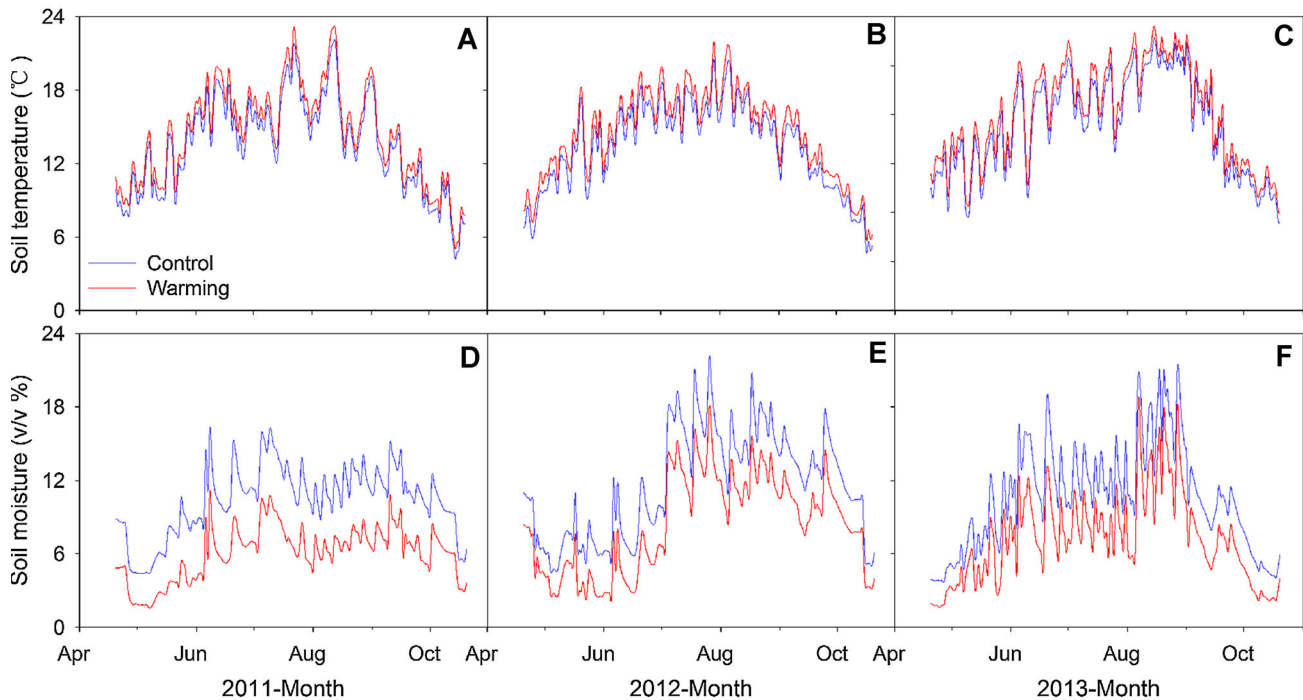 Soil temperature (℃)
24
18
12
6
0
A
B
C
Control
Warming
Soil moisture (v/v %)
24
18
12
6
0
D
E
F
Apr Jun Aug Oct Apr Jun Aug Oct Apr Jun Aug Oct
2011-Month 2012-Month 2013-Month